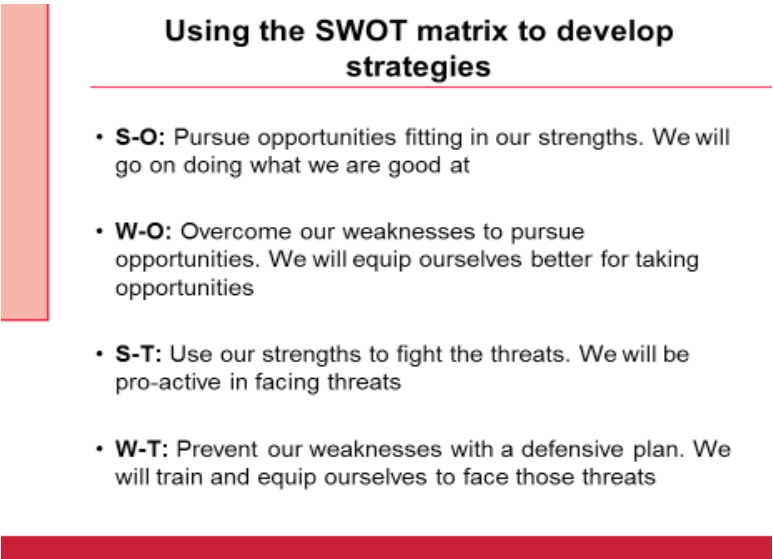 Using the SWOT matrix to develop
strategies
• S-O: Pursue opportunities fitting in our strengths. We will
go on doing what we are good at
• W-O: Overcome our weaknesses to pursue
opportunities. We will equip ourselves better for taking
opportunities
• S-T: Use our strengths to fight the threats. We will be
pro-active in facing threats
• W-T: Prevent our weaknesses with a defensive plan. We
will train and equip ourselves to face those threats